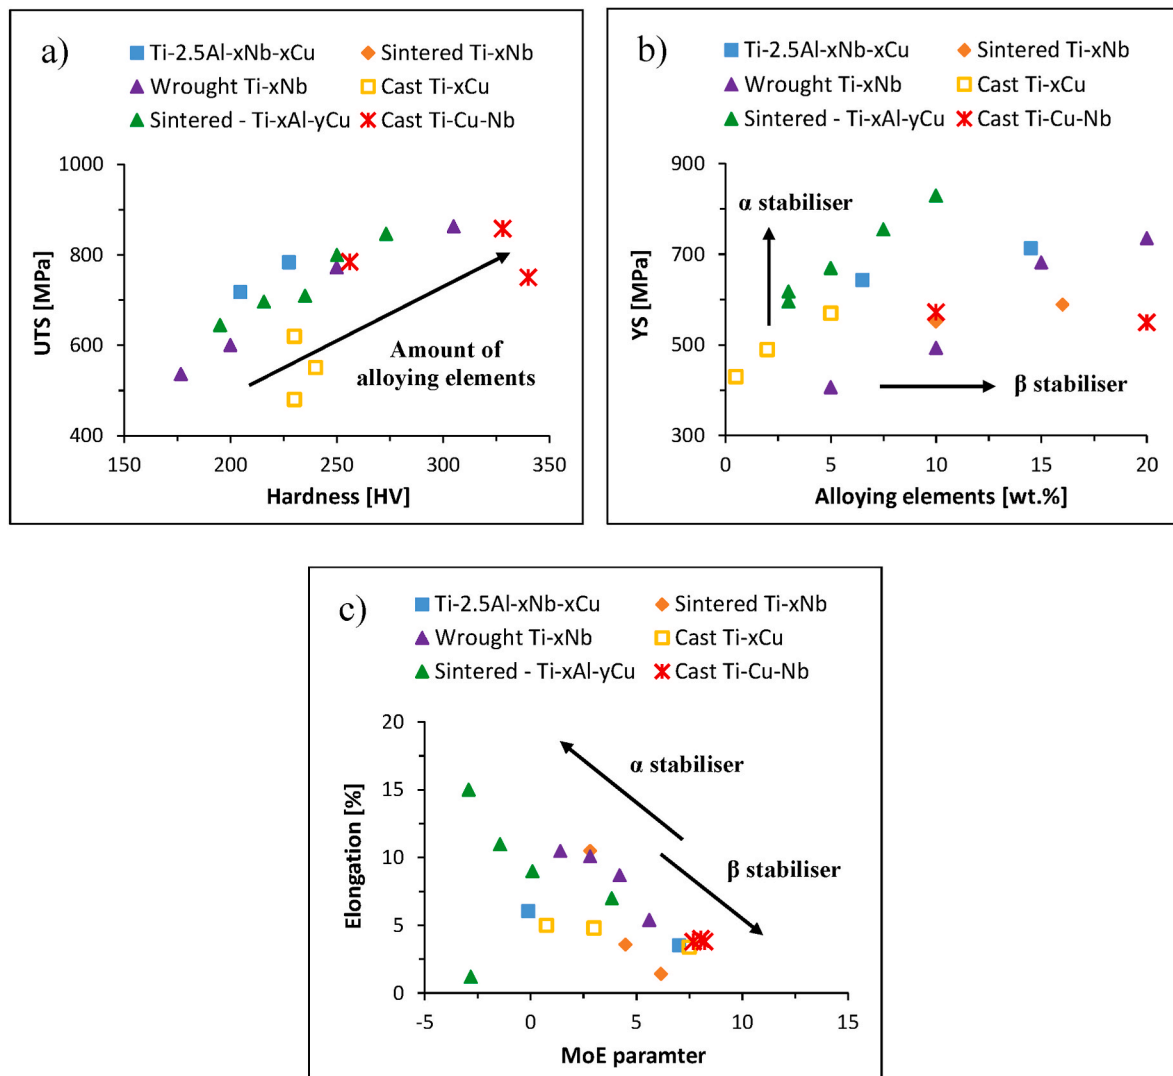 a)
Ti-2.5Al-xNb-xCu Sintered Ti-xNb
Wrought Ti-xNb Cast Ti-xCu
Sintered - Ti-xAl-yCu Cast Ti-Cu-Nb
1000
800
600
400
UTS [MPa]
Amount of
alloying elements
150 200 250 300 350
Hardness [HV]
b)
Ti-2.5Al-xNb-xCu Sintered Ti-xNb
Wrought Ti-xNb Cast Ti-xCu
Sintered - Ti-xAl-yCu Cast Ti-Cu-Nb
900
700
500
300
YS [MPa]
α stabiliser
β stabiliser
0 5 10 15 20
Alloying elements [wt.%]
c)
Ti-2.5Al-xNb-xCu Sintered Ti-xNb
Wrought Ti-xNb Cast Ti-xCu
Sintered - Ti-xAl-yCu Cast Ti-Cu-Nb
20
15
10
5
0
Elongation [%]
α stabiliser
β stabiliser
-5 0 5 10 15
MoE paramter